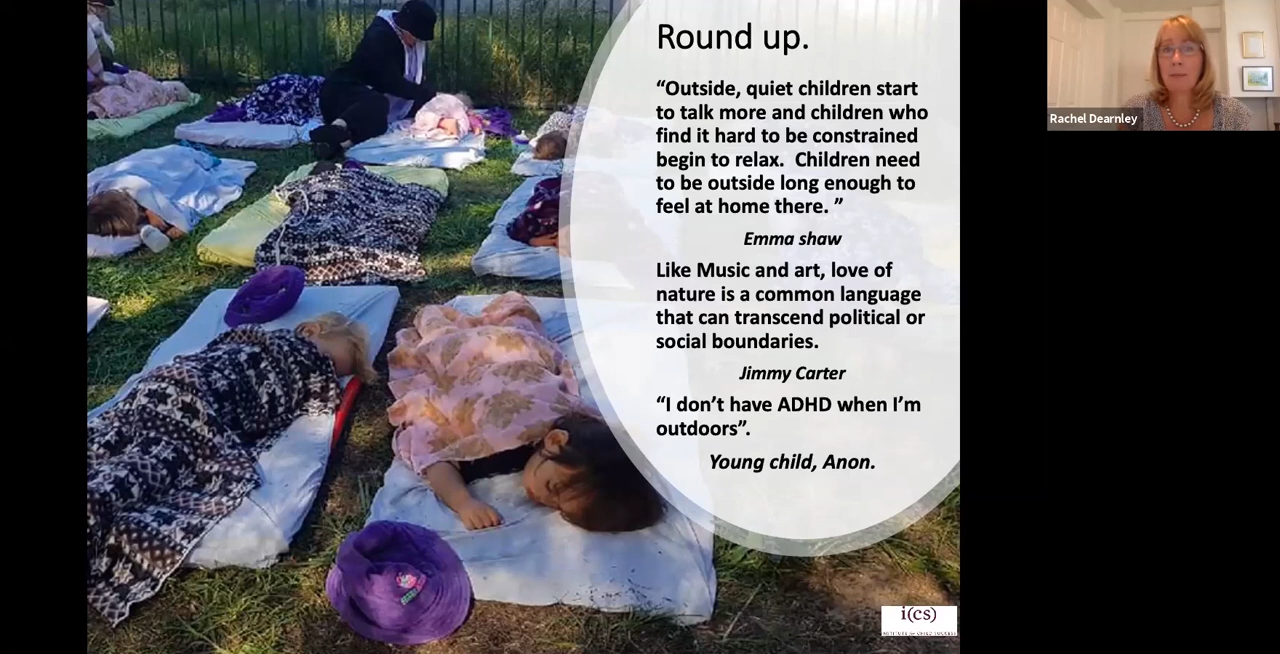 Round up.
“Outside, quiet children start
to talk more and children who
find it hard to be constrained
begin to relax.  Children need
to be outside long enough to
feel at home there. ”
Emma shaw
Like Music and art, love of
nature is a common language
that can transcend political or
social boundaries.
Jimmy Carter
“I don’t have ADHD when I’m
outdoors”.
Young child, Anon.
Rachel Dearnley
i(cs)